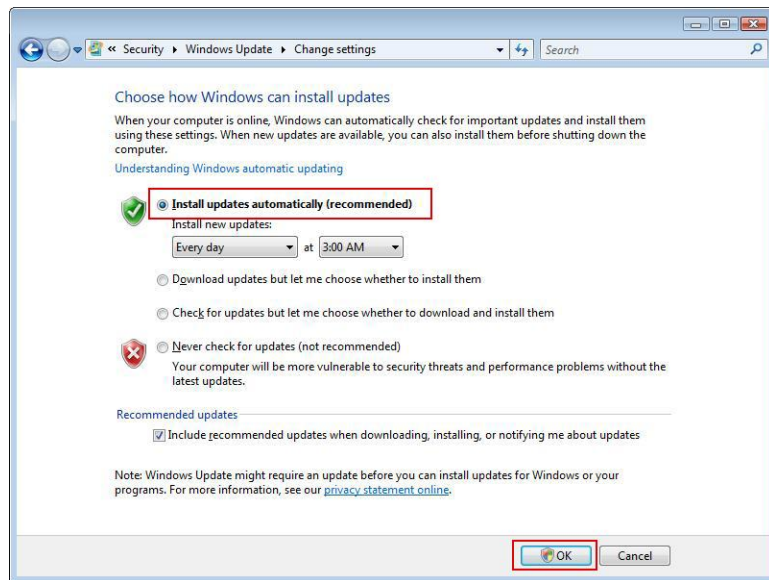 « Security ▸ Windows Update ▸ Change settings
Search
Choose how Windows can install updates
When your computer is online, Windows can automatically check for important updates and install them
using these settings. When new updates are available, you can also install them before shutting down the
computer.
Understanding Windows automatic updating
Install updates automatically (recommended)
Install new updates:
Every day at 3:00 AM
Download updates but let me choose whether to install them
Check for updates but let me choose whether to download and install them
Never check for updates (not recommended)
Your computer will be more vulnerable to security threats and performance problems without the
latest updates.
Recommended updates
Include recommended updates when downloading, installing, or notifying me about updates
Note: Windows Update might require an update before you can install updates for Windows or your
programs. For more information, see our privacy statement online.
OK Cancel